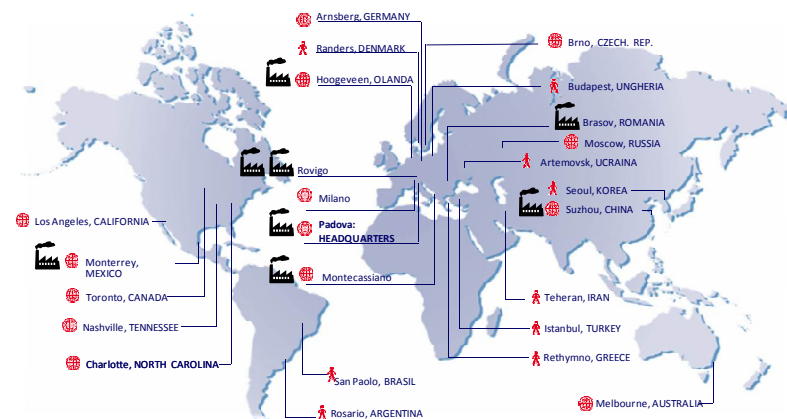 Arnsberg, GERMANY
Randers, DENMARK
Hoogeveen, OLANDA
Brno, CZECH. REP.
Budapest, UNGHERIA
Brasov, ROMANIA
Moscow, RUSSIA
Artemovsk, UCRAINA
Seoul, KOREA
Suzhou, CHINA
Rovigo
Milano
Padova:
HEADQUARTERS
Montecassiano
Los Angeles, CALIFORNIA
Monterrey,
MEXICO
Toronto, CANADA
Nashville, TENNESSEE
Charlotte, NORTH CAROLINA
Teheran, IRAN
Istanbul, TURKEY
Rethymno, GREECE
San Paolo, BRASIL
Rosario, ARGENTINA
Melbourne, AUSTRALIA